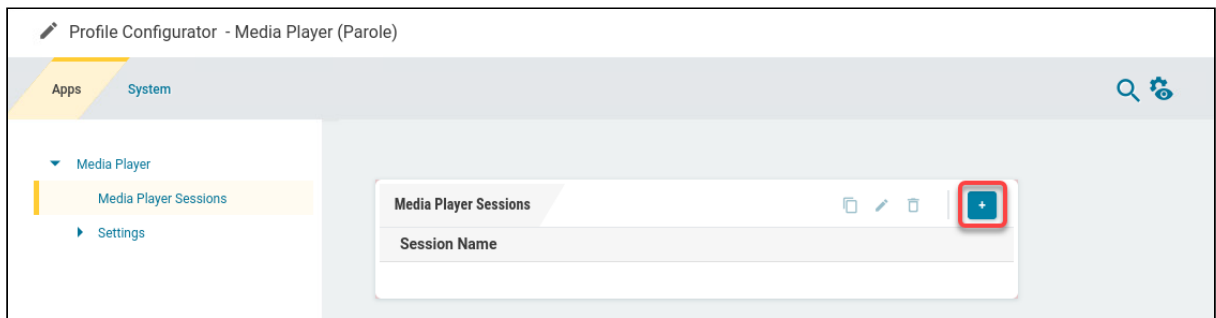 Profile Configurator - Media Player (Parole)
Apps
System
Media Player
Media Player Sessions
Settings
Media Player Sessions
+
Session Name